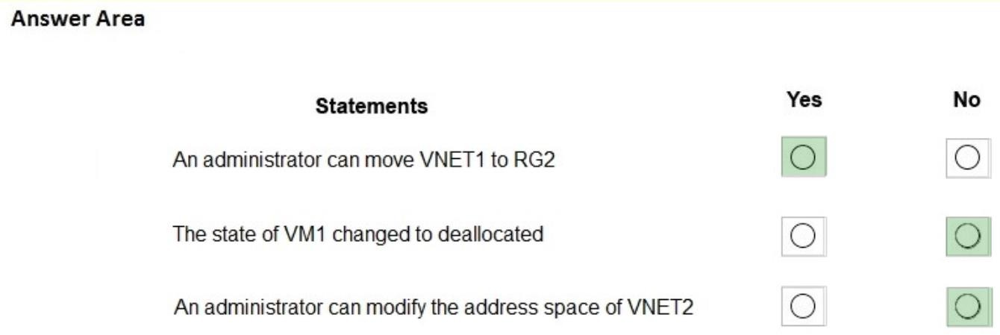 Answer Area
Statements Yes No
An administrator can move VNET1 to RG2
The state of VM1 changed to deallocated
An administrator can modify the address space of VNET2